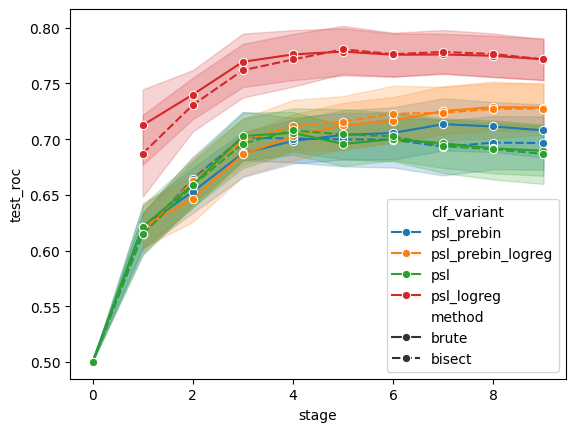 0.80
0.75
0.70
0.65
0.60
0.55
0.50
test_roc
0 2 4 6 8
stage
clf_variant
psl_prebin
psl_prebin_logreg
psl
psl_logreg
method
brute
bisect